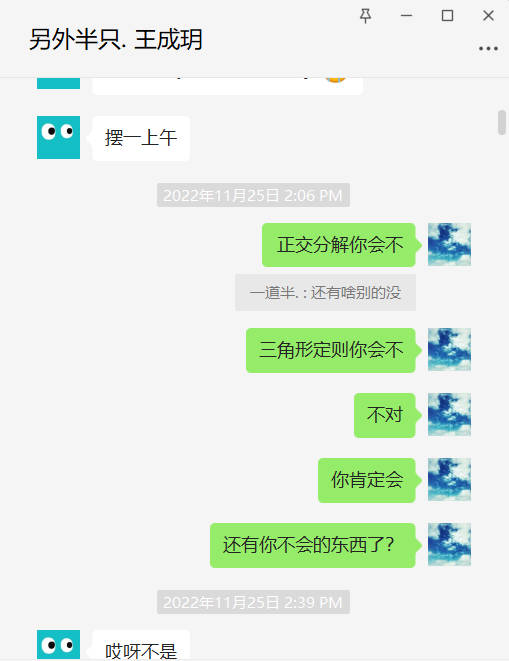 另外半只. 王成玥
摆一上午
2022年11月25日 2:06 PM
正交分解你会不
一道半. : 还有啥别的没
三角形定则你会不
不对
你肯定会
还有你不会的东西了?
2022年11月25日 2:39 PM
哎呀不是